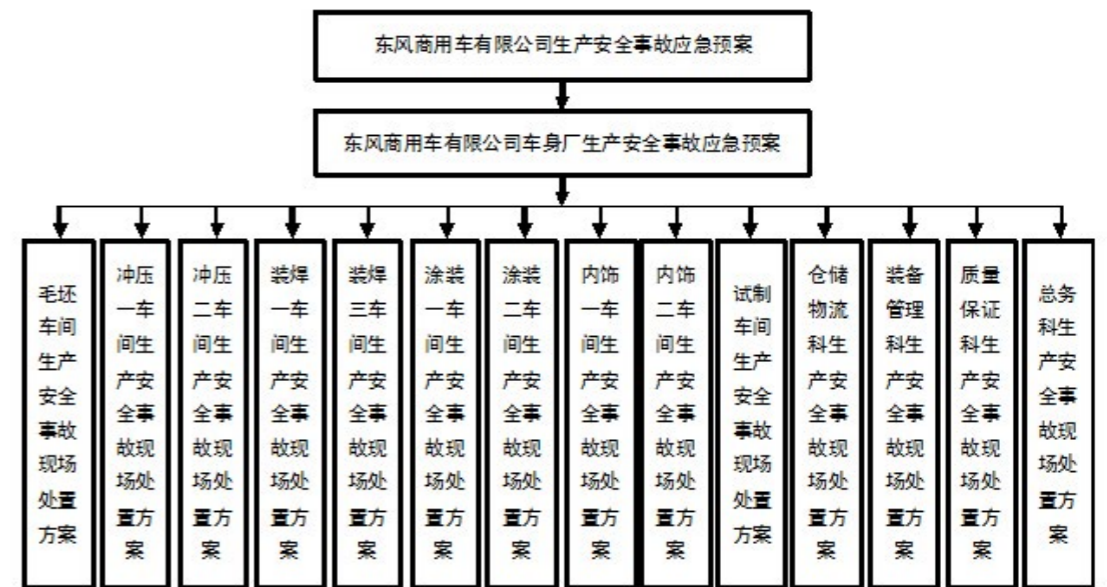 东风商用车有限公司生产安全事故应急预案
东风商用车有限公司车身厂生产安全事故应急预案
毛坯
车间
生产
安全
事故
现场
处置
方案
冲压
一车
间生
产安
全事
故现
场处
置方
案
冲压
二车
间生
产安
全事
故现
场处
置方
案
装焊
一车
间生
产安
全事
故现
场处
置方
案
装焊
三车
间生
产安
全事
故现
场处
置方
案
涂装
一车
间生
产安
全事
故现
场处
置方
案
涂装
二车
间生
产安
全事
故现
场处
置方
案
内饰
一车
间生
产安
全事
故现
场处
置方
案
内饰
二车
间生
产安
全事
故现
场处
置方
案
试制
车间
生产
安全
事故
现场
处置
方案
仓储
物流
科生
产安
全事
故现
场处
置方
案
装备
管理
科生
产安
全事
故现
场处
置方
案
质量
保证
科生
产安
全事
故现
场处
置方
案
总务
科生
产安
全事
故现
场处
置方
案